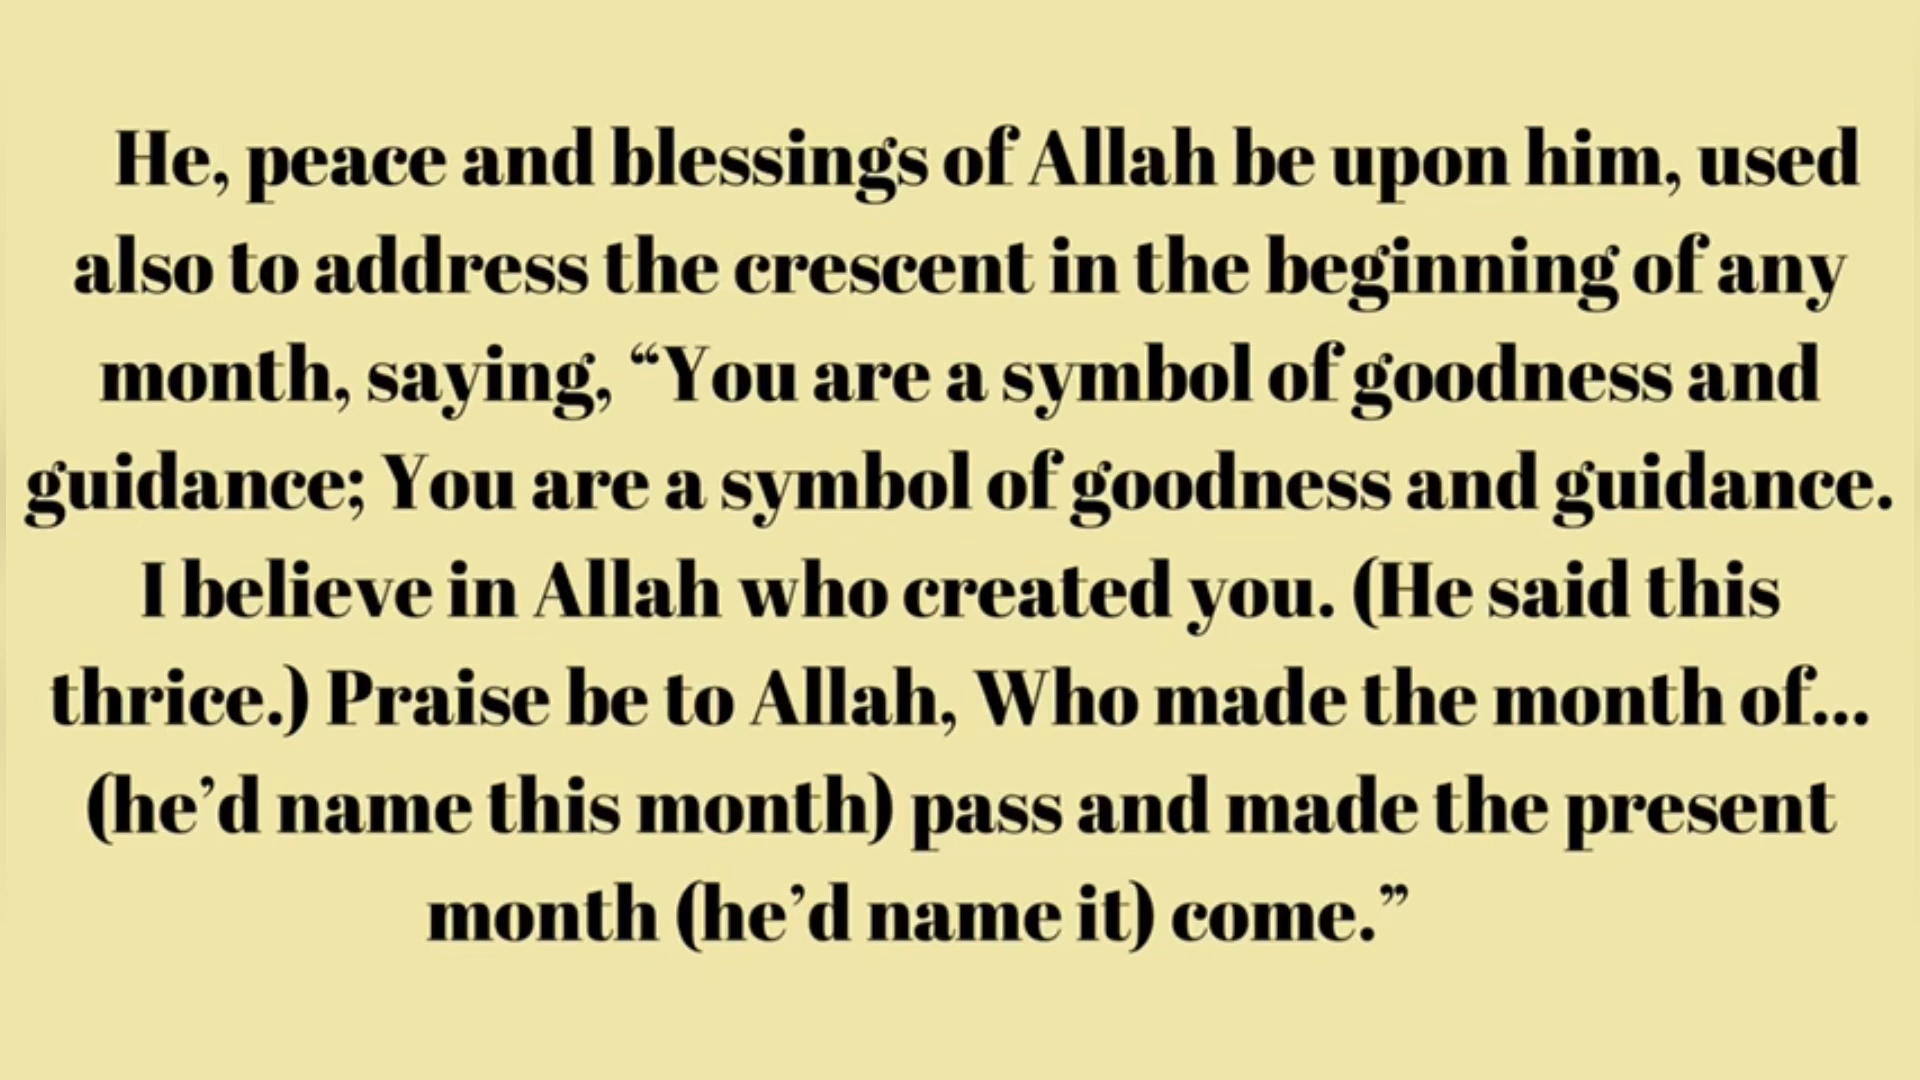 He, peace and blessings of Allah be upon him, used
also to address the crescent in the beginning of any
month, saying, “You are a symbol of goodness and
guidance; You are a symbol of goodness and guidance.
I believe in Allah who created you. (He said this
thrice.) Praise be to Allah, Who made the month of...
(he’d name this month) pass and made the present
month (he’d name it) come.”